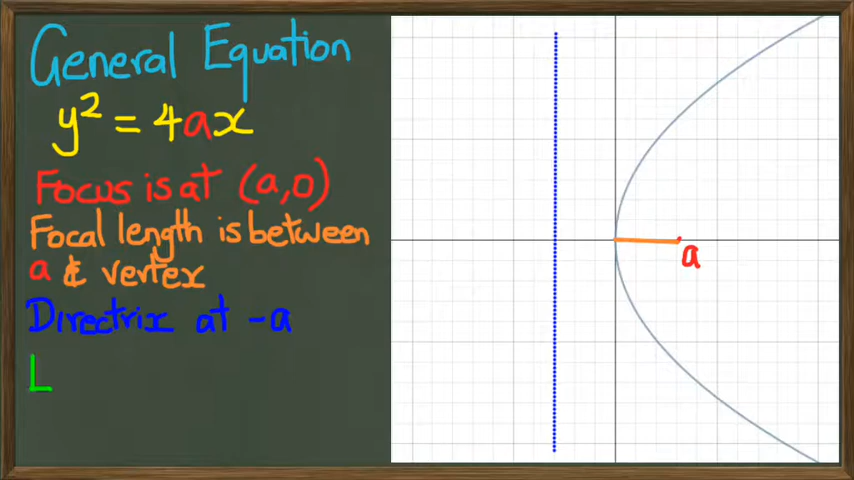 General Equation
y² = 4ax
Focus is at (a,0)
Focal length is between
a & vertex
Directrix at -a
L
a